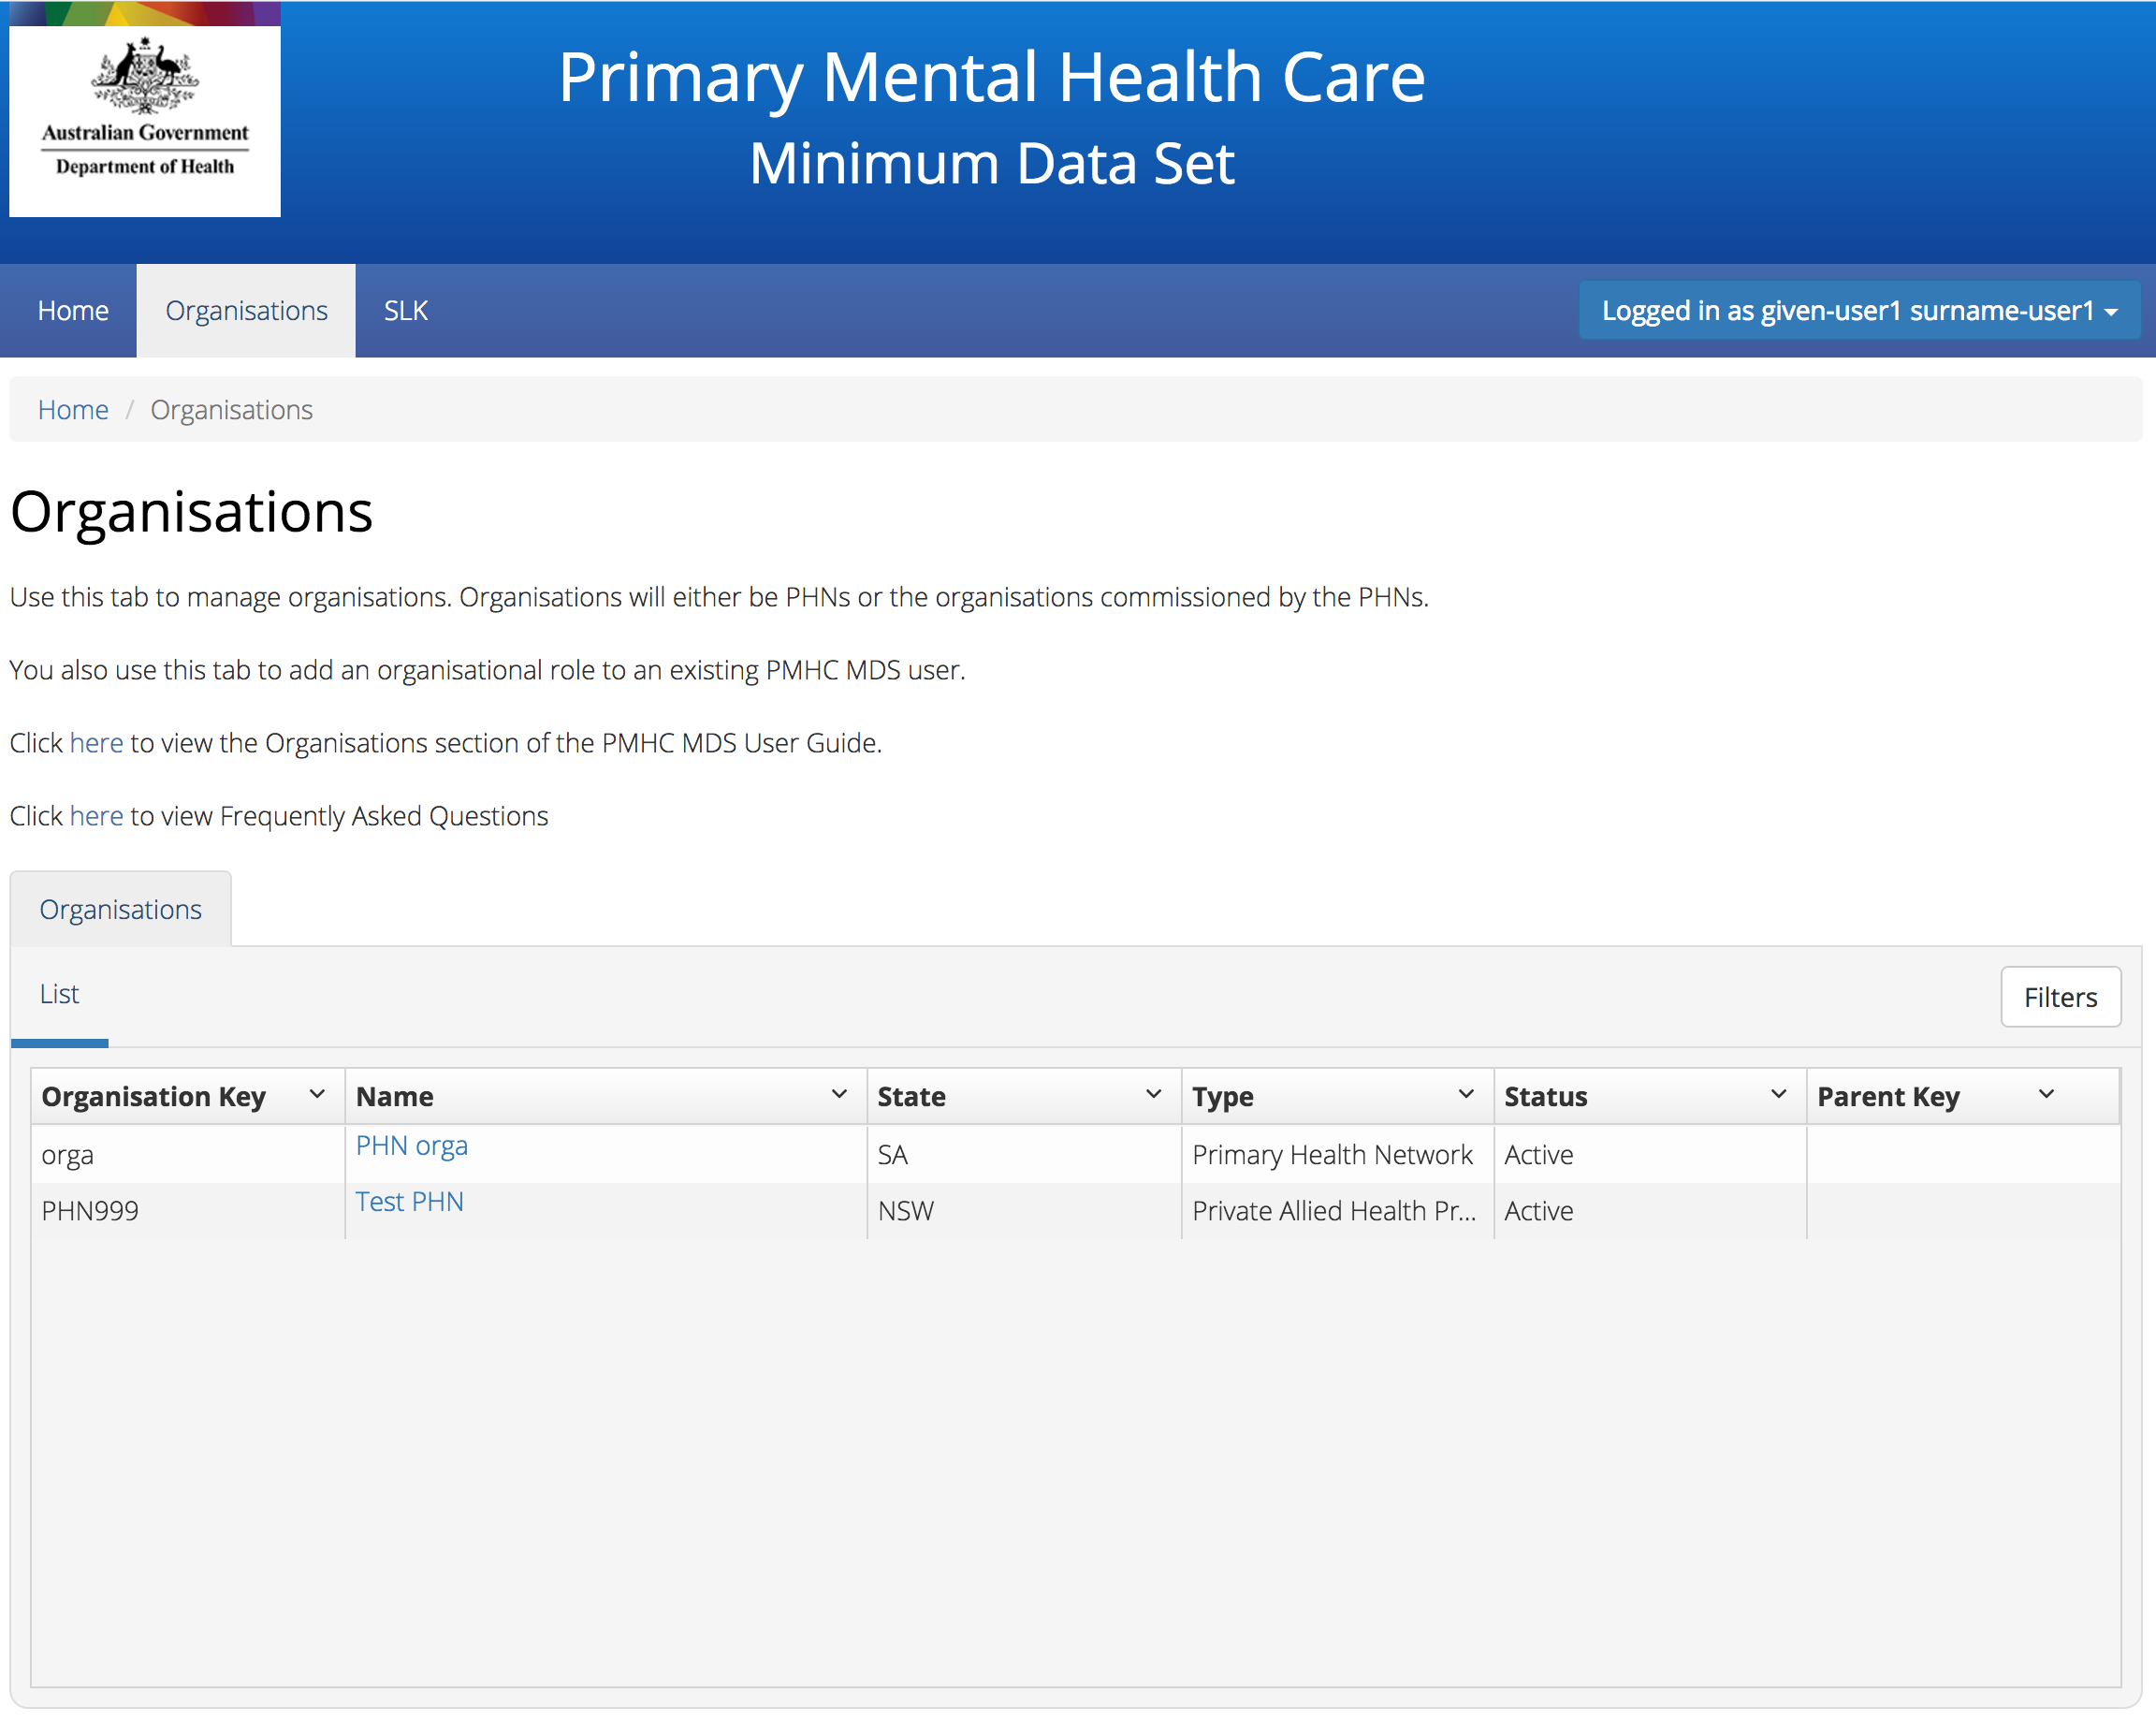 Australian Government
Department of Health
Primary Mental Health Care
Minimum Data Set
Home Organisations SLK Logged in as given-user1 surname-user1
Home / Organisations
Organisations
Use this tab to manage organisations. Organisations will either be PHNs or the organisations commissioned by the PHNs.
You also use this tab to add an organisational role to an existing PMHC MDS user.
Click here to view the Organisations section of the PMHC MDS User Guide.
Click here to view Frequently Asked Questions
Organisations
List Filters
Organisation Key Name State Type Status Parent Key
orga PHN orga SA Primary Health Network Active
PHN999 Test PHN NSW Private Allied Health Pr... Active